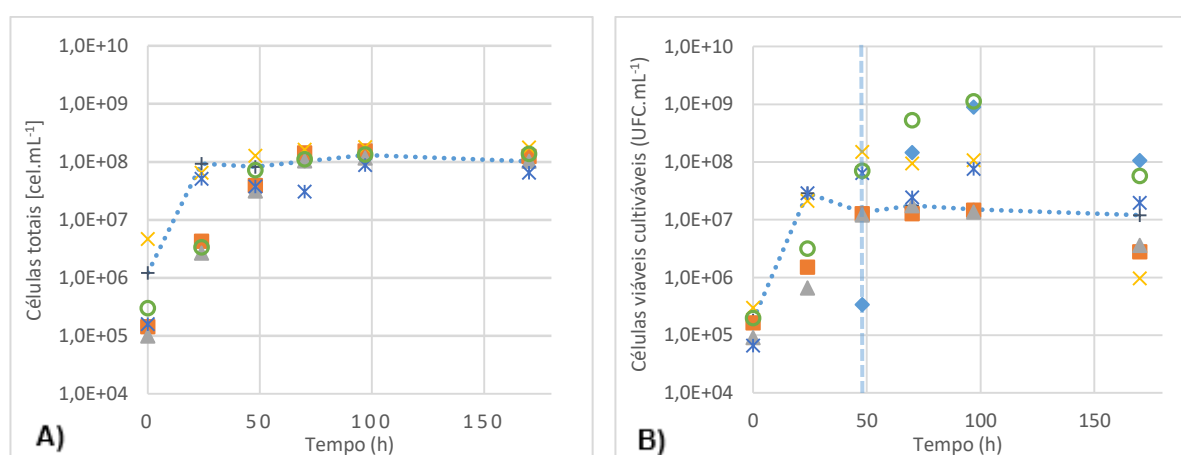 1,0E+10
1,0E+09
1,0E+08
1,0E+07
1,0E+06
1,0E+05
1,0E+04
Células totais [cel.mL⁻¹]
0 50 100 150
Tempo (h)
A)
1,0E+10
1,0E+09
1,0E+08
1,0E+07
1,0E+06
1,0E+05
1,0E+04
Células viáveis cultiváveis (UFC.mL⁻¹)
0 50 100 150
Tempo (h)
B)